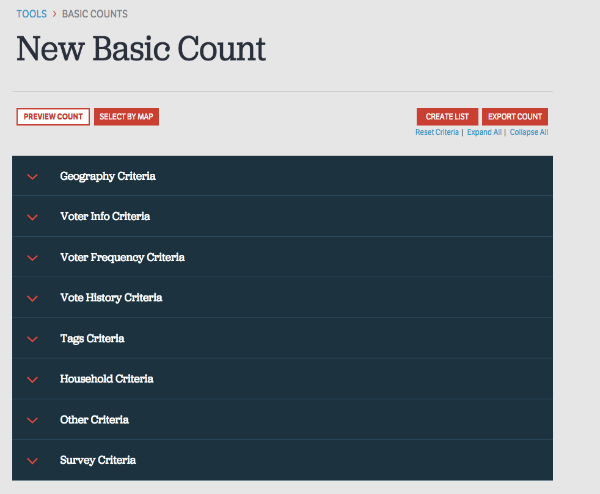 TOOLS > BASIC COUNTS
New Basic Count
PREVIEW COUNT SELECT BY MAP CREATE LIST EXPORT COUNT
Reset Criteria | Expand All | Collapse All
Geography Criteria
Voter Info Criteria
Voter Frequency Criteria
Vote History Criteria
Tags Criteria
Household Criteria
Other Criteria
Survey Criteria